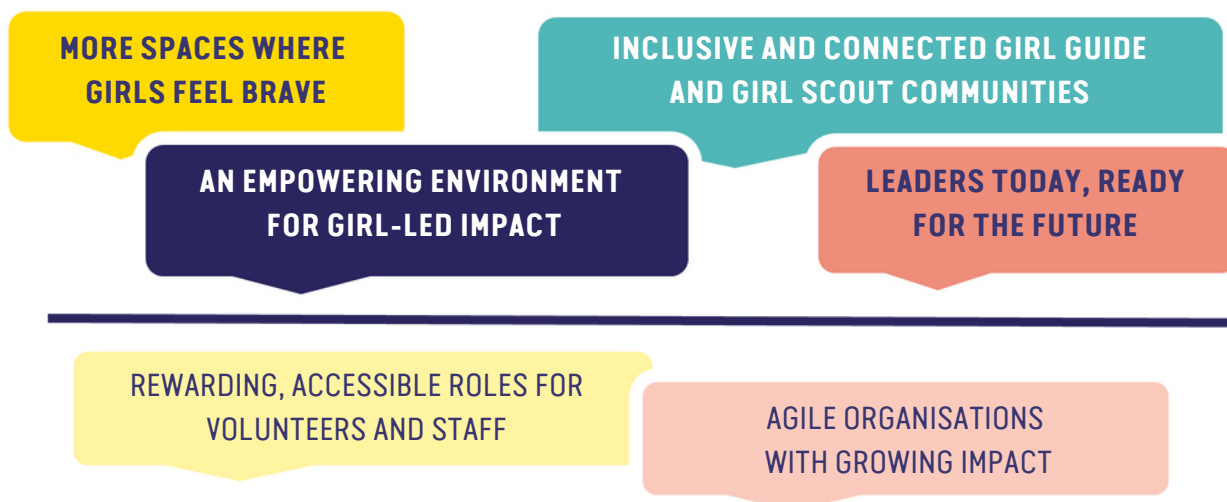 MORE SPACES WHERE
GIRLS FEEL BRAVE
INCLUSIVE AND CONNECTED GIRL GUIDE
AND GIRL SCOUT COMMUNITIES
AN EMPOWERING ENVIRONMENT
FOR GIRL-LED IMPACT
LEADERS TODAY, READY
FOR THE FUTURE
REWARDING, ACCESSIBLE ROLES FOR
VOLUNTEERS AND STAFF
AGILE ORGANISATIONS
WITH GROWING IMPACT